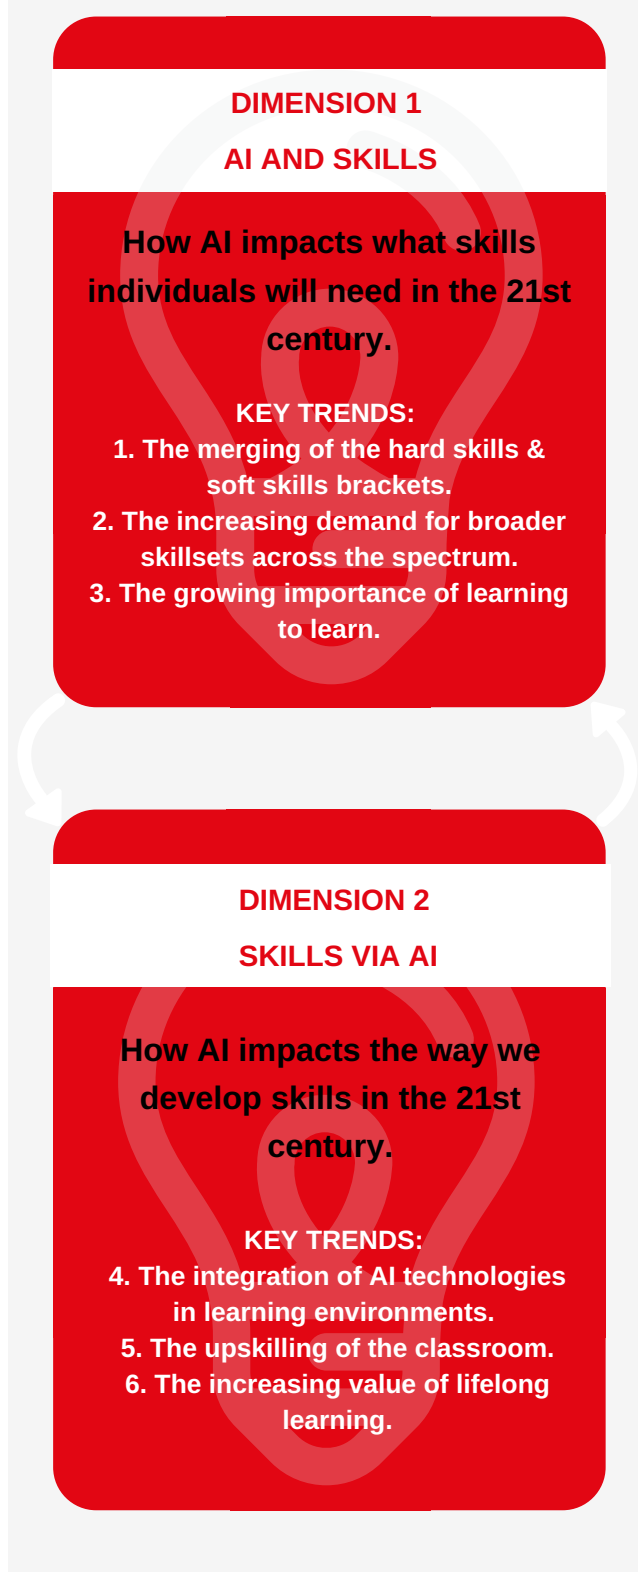 DIMENSION 1
AI AND SKILLS
How AI impacts what skills
individuals will need in the 21st
century.
KEY TRENDS:
1. The merging of the hard skills &
soft skills brackets.
2. The increasing demand for broader
skillsets across the spectrum.
3. The growing importance of learning
to learn.
DIMENSION 2
SKILLS VIA AI
How AI impacts the way we
develop skills in the 21st
century.
KEY TRENDS:
4. The integration of AI technologies
in learning environments.
5. The upskilling of the classroom.
6. The increasing value of lifelong
learning.